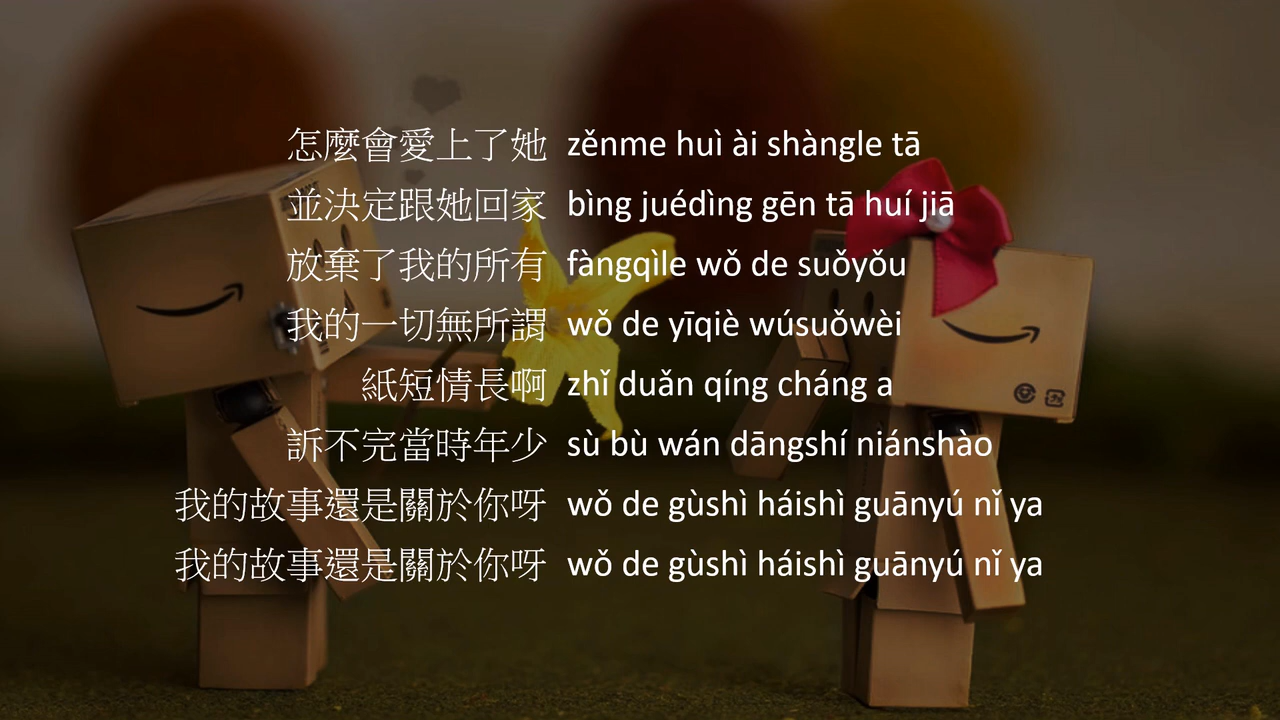 怎麼會愛上了她 zěnme huì ài shàngle tā
並決定跟她回家 bìng juédìng gēn tā huí jiā
放棄了我的所有 fàngqìle wǒ de suǒyǒu
我的一切無所謂 wǒ de yīqiè wúsuǒwèi
紙短情長啊 zhǐ duǎn qíng cháng a
訴不完當時年少 sù bù wán dāngshí niánshào
我的故事還是關於你呀 wǒ de gùshì háishì guānyú nǐ ya
我的故事還是關於你呀 wǒ de gùshì háishì guānyú nǐ ya